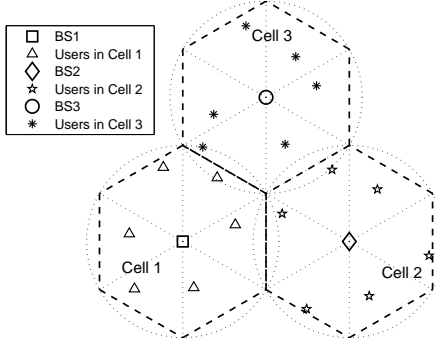 BS1
Users in Cell 1
BS2
Users in Cell 2
BS3
Users in Cell 3
Cell 3
Cell 1
Cell 2